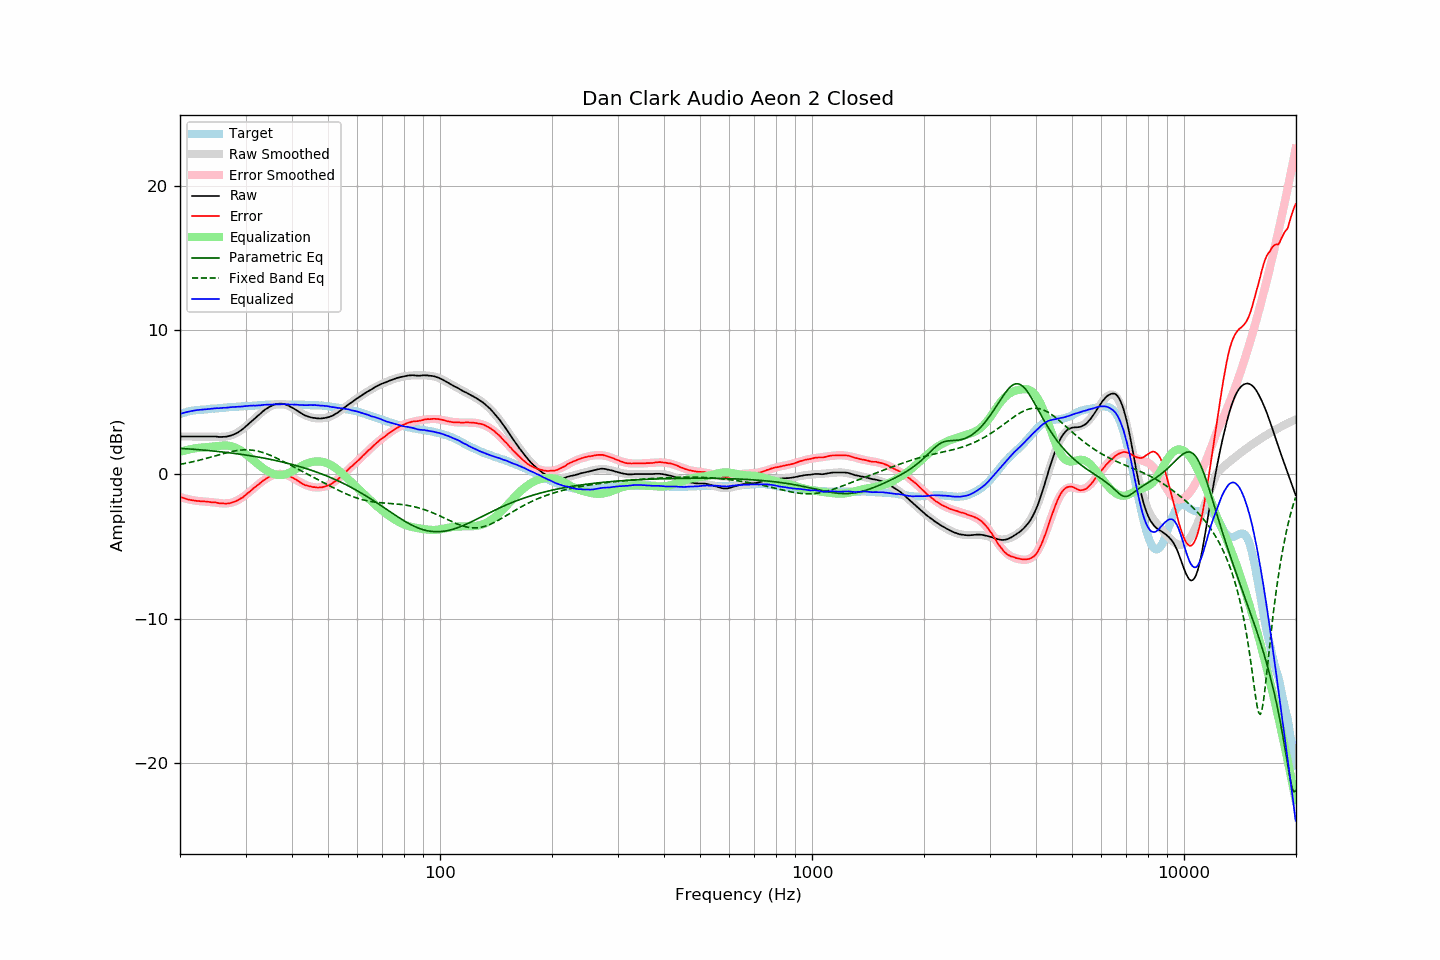 Dan Clark Audio Aeon 2 Closed
Target
Raw Smoothed
Error Smoothed
Raw
Error
Equalization
Parametric Eq
Fixed Band Eq
Equalized
20
10
0
−10
−20
Amplitude (dBr)
100
1000
10000
Frequency (Hz)